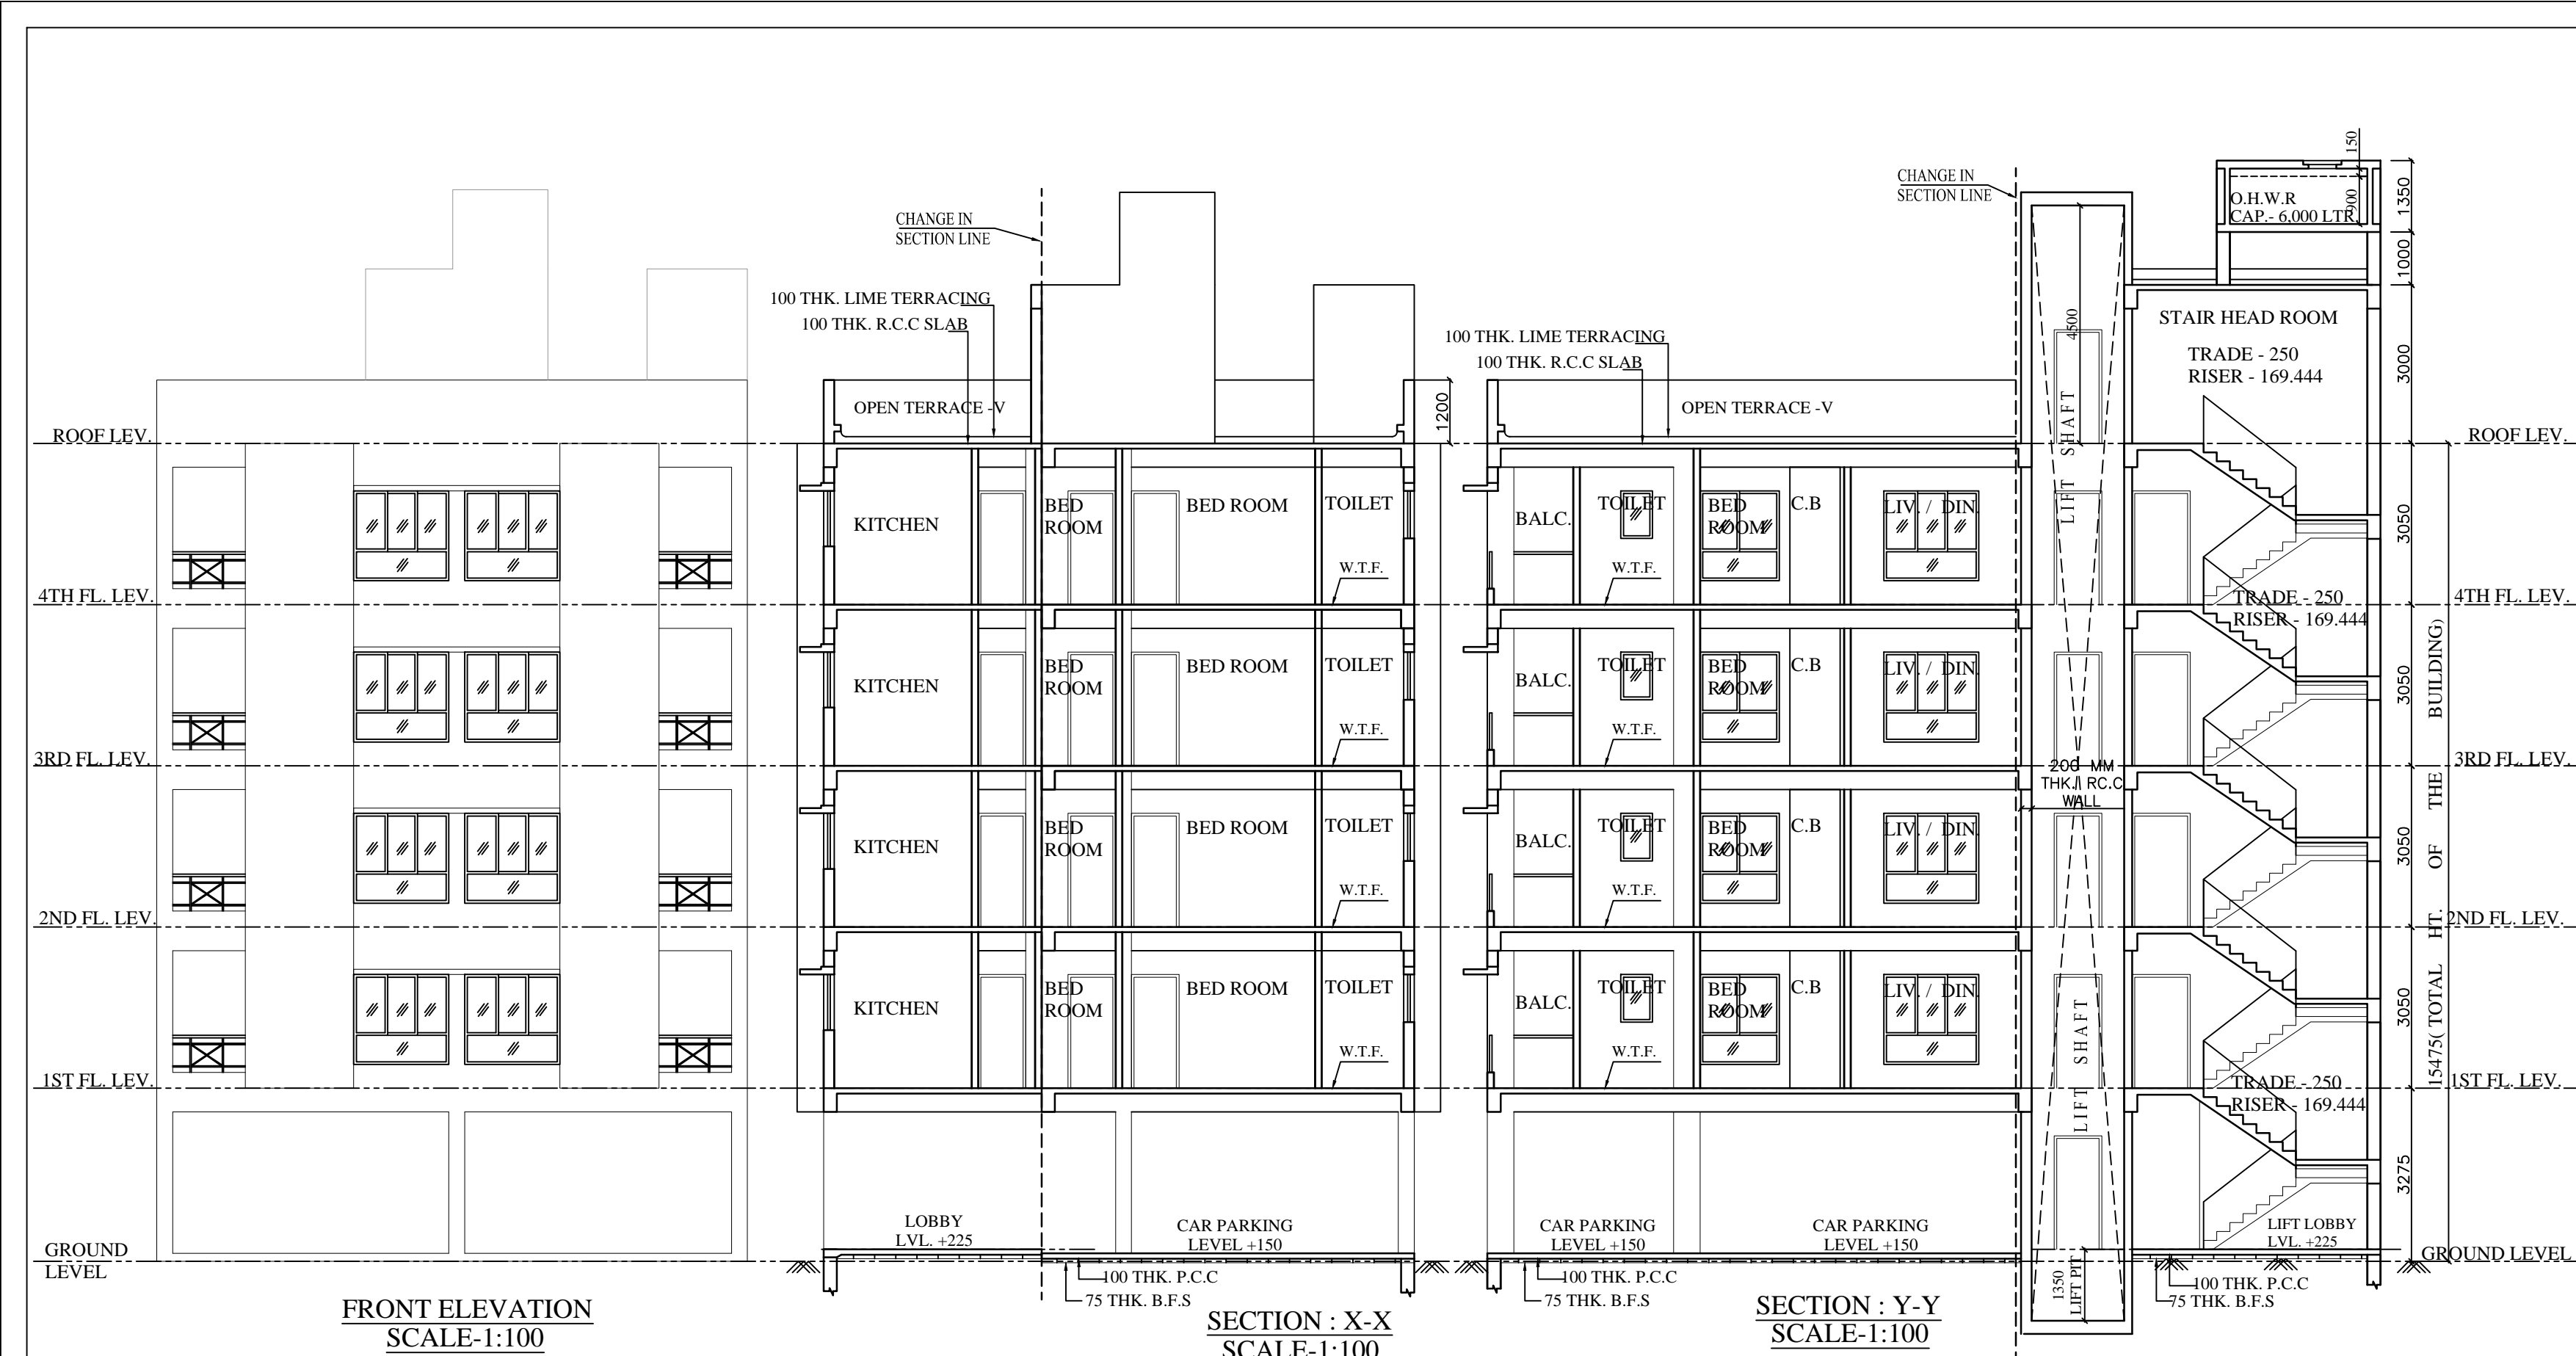 CHANGE IN
SECTION LINE
CHANGE IN
SECTION LINE
100 THK. LIME TERRACING
100 THK. R.C.C SLAB
100 THK. LIME TERRACING
100 THK. R.C.C SLAB
150
900
O.H.W.R
CAP.- 6,000 LTR
1350
1000
STAIR HEAD ROOM
TRADE - 250
RISER - 169.444
3000
4500
OPEN TERRACE -V
1200
OPEN TERRACE -V
LIFT SHAFT
ROOF LEV.
ROOF LEV.
KITCHEN
BED
ROOM
BED ROOM
TOILET
W.T.F.
BALC.
TOILET
W.T.F.
BED
ROOM
C.B
LIV. / DIN.
3050
4TH FL. LEV.
4TH FL. LEV.
TRADE - 250
RISER - 169.444
KITCHEN
BED
ROOM
BED ROOM
TOILET
W.T.F.
BALC.
TOILET
W.T.F.
BED
ROOM
C.B
LIV. / DIN.
3050
3RD FL. LEV.
3RD FL. LEV.
200 MM
THK. RC.C
WALL
KITCHEN
BED
ROOM
BED ROOM
TOILET
W.T.F.
BALC.
TOILET
W.T.F.
BED
ROOM
C.B
LIV. / DIN.
3050
2ND FL. LEV.
2ND FL. LEV.
15475( TOTAL HT. OF THE BUILDING)
KITCHEN
BED
ROOM
BED ROOM
TOILET
W.T.F.
BALC.
TOILET
W.T.F.
BED
ROOM
C.B
LIV. / DIN.
LIFT SHAFT
3050
1ST FL. LEV.
1ST FL. LEV.
TRADE - 250
RISER - 169.444
3275
LOBBY
LVL. +225
CAR PARKING
LEVEL +150
CAR PARKING
LEVEL +150
CAR PARKING
LEVEL +150
LIFT LOBBY
LVL. +225
GROUND
LEVEL
GROUND LEVEL
100 THK. P.C.C
75 THK. B.F.S
100 THK. P.C.C
75 THK. B.F.S
1350
LIFT PIT
100 THK. P.C.C
75 THK. B.F.S
FRONT ELEVATION
SCALE-1:100
SECTION : X-X
SCALE-1:100
SECTION : Y-Y
SCALE-1:100